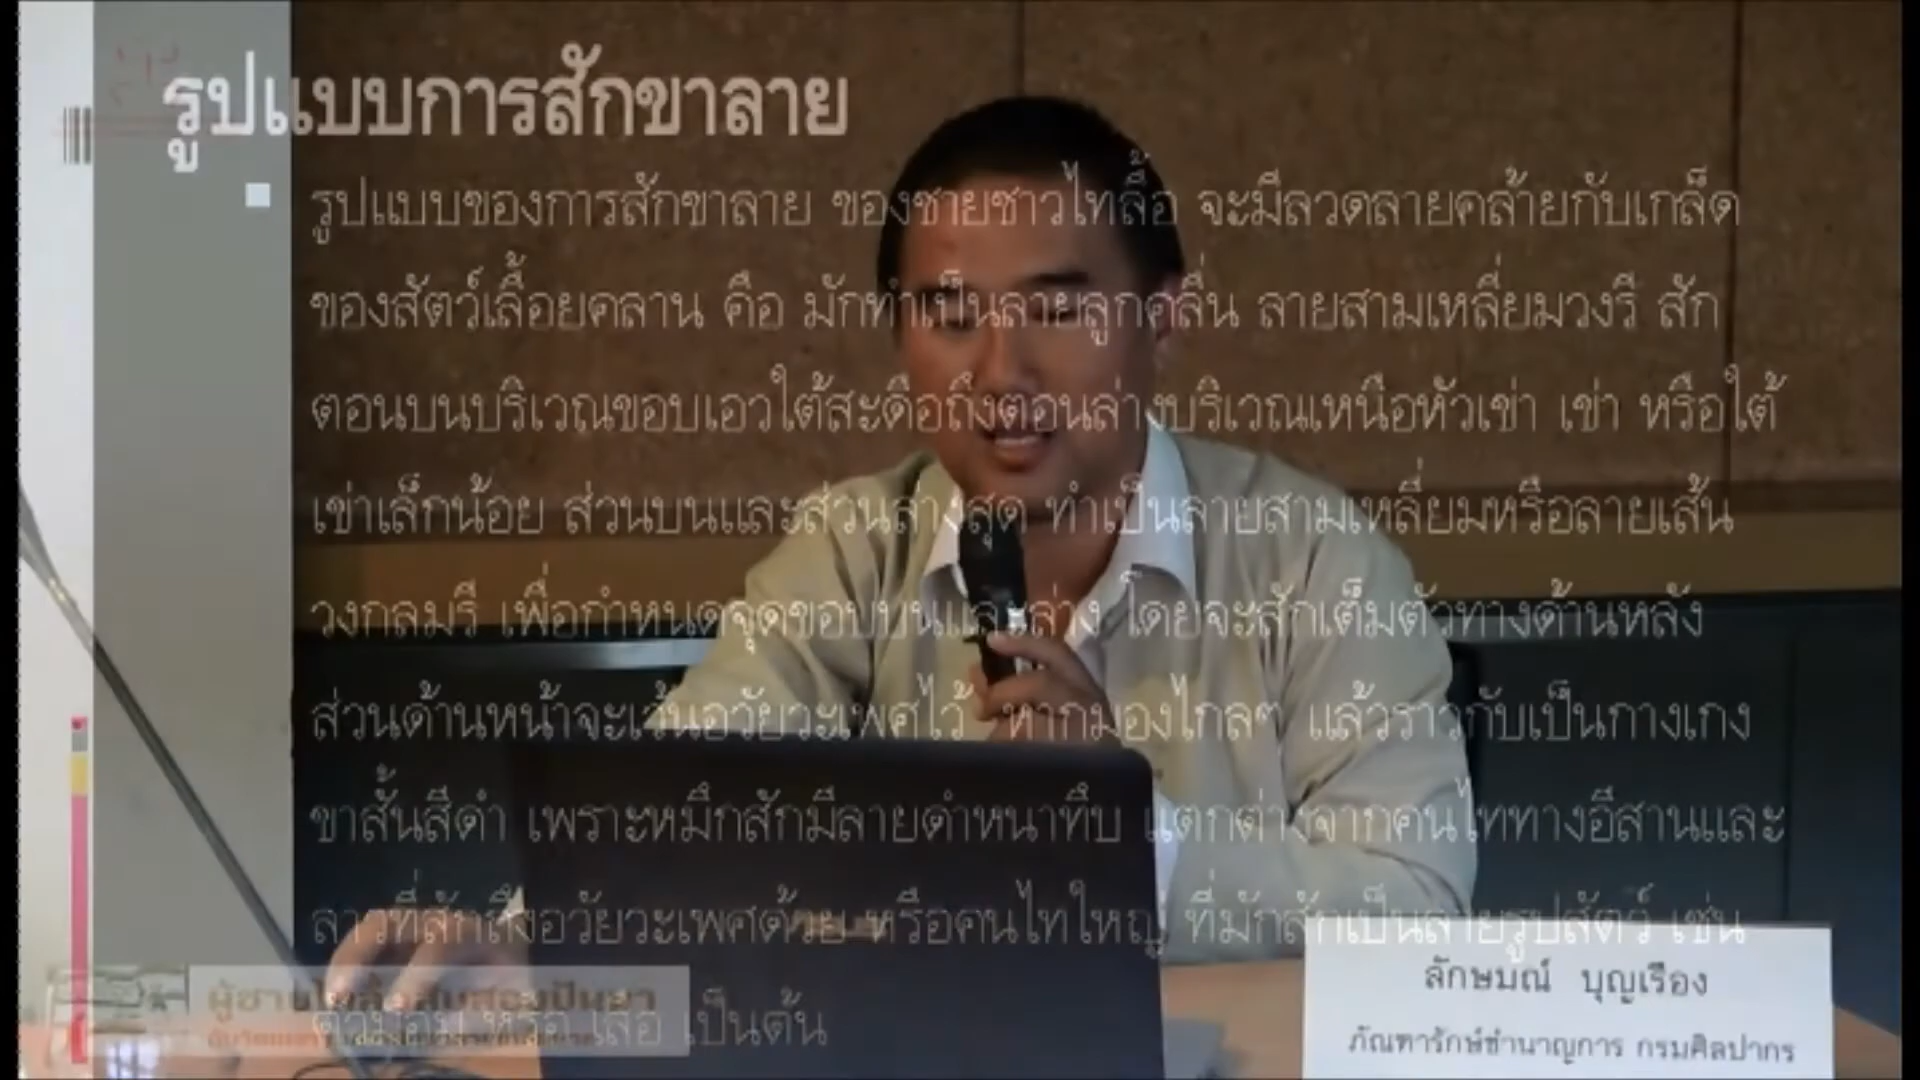 รูปแบบการสักขาลาย
รูปแบบของการสักขาลาย ของชายชาวไทลื้อ จะมีลวดลายคล้ายกับเกล็ด
ของสัตว์เลื้อยคลาน คือ มักทำเป็นลายลูกคลื่น ลายสามเหลี่ยมวงรี สัก
ตอนบนบริเวณขอบเอวใต้สะดือถึงตอนล่างบริเวณเหนือหัวเข่า เข่า หรือใต้
เข่าเล็กน้อย ส่วนบนและส่วนล่างสุด ทำเป็นลายสามเหลี่ยมหรือลายเส้น
วงกลมรี เพื่อกำหนดจุดขอบบนและล่าง โดยจะสักเต็มตัวทางด้านหลัง
ส่วนด้านหน้าจะเว้นอวัยวะเพศไว้ หากมองไกลๆ แล้วราวกับเป็นกางเกง
ขาสั้นสีดำ เพราะหมึกสักมีลายดำหนาทึบ แตกต่างจากคนไททางอีสานและ
ลาวที่สักถึงอวัยวะเพศด้วย หรือคนไทใหญ่ ที่มักสักเป็นลายรูปสัตว์ เช่น
ตัวมอม หรือ เสือ เป็นต้น
ผู้ชายไทลื้อสิบสองปันนา
ลักษมณ์ บุญเรือง
ภัณฑารักษ์ชำนาญการ กรมศิลปากร